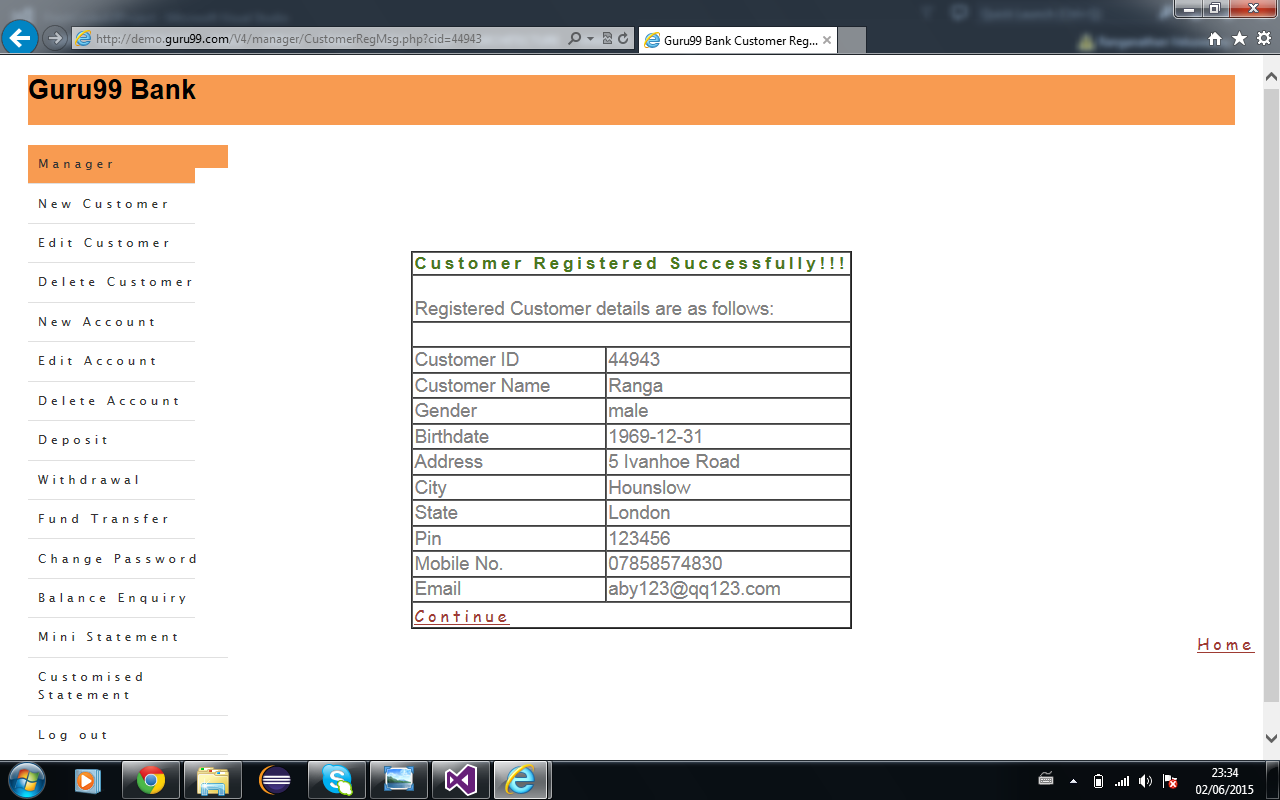 http://demo.guru99.com/V4/manager/CustomerRegMsg.php?cid=44943
Guru99 Bank Customer Reg...
Guru99 Bank
Manager
New Customer
Edit Customer
Delete Customer
New Account
Edit Account
Delete Account
Deposit
Withdrawal
Fund Transfer
Change Password
Balance Enquiry
Mini Statement
Customised
Statement
Log out
Customer Registered Successfully!!!
Registered Customer details are as follows:
Customer ID 44943
Customer Name Ranga
Gender male
Birthdate 1969-12-31
Address 5 Ivanhoe Road
City Hounslow
State London
Pin 123456
Mobile No. 07858574830
Email aby123@qq123.com
Continue
Home
23:34
02/06/2015